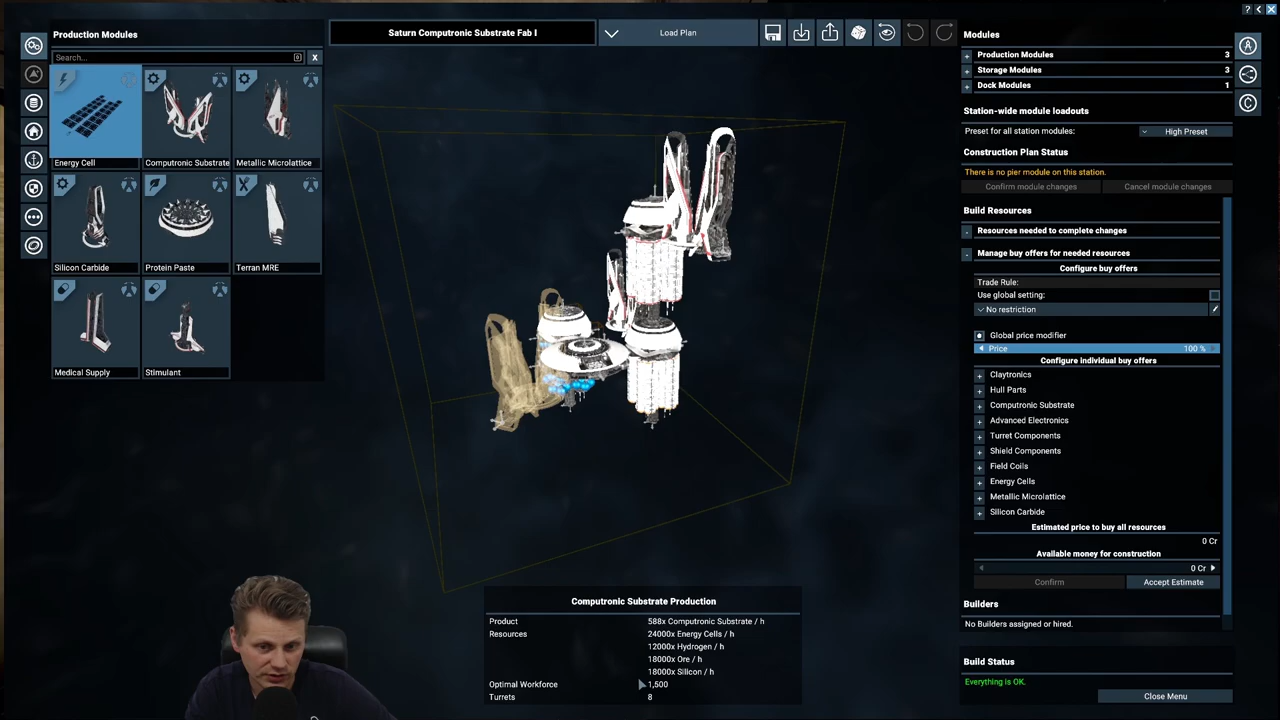 Production Modules
Search...
x
Energy Cell
Computronic Substrate
Metallic Microlattice
Silicon Carbide
Protein Paste
Terran MRE
Medical Supply
Stimulant
Saturn Computronic Substrate Fab I
Load Plan
Computronic Substrate Production
Product 588x Computronic Substrate / h
Resources 24000x Energy Cells / h
12000x Hydrogen / h
18000x Ore / h
18000x Silicon / h
Optimal Workforce 1,500
Turrets 8
? < x
Modules
+ Production Modules 3
+ Storage Modules 3
+ Dock Modules 1
Station-wide module loadouts
Preset for all station modules: High Preset
Construction Plan Status
There is no pier module on this station.
Confirm module changes Cancel module changes
Build Resources
- Resources needed to complete changes
- Manage buy offers for needed resources
Configure buy offers
Trade Rule:
Use global setting:
No restriction
Global price modifier
Price 100 %
Configure individual buy offers
+ Claytronics
+ Hull Parts
+ Computronic Substrate
+ Advanced Electronics
+ Turret Components
+ Shield Components
+ Field Coils
+ Energy Cells
+ Metallic Microlattice
+ Silicon Carbide
Estimated price to buy all resources
0 Cr
Available money for construction
0 Cr
Confirm Accept Estimate
Builders
No Builders assigned or hired.
Build Status
Everything is OK.
Close Menu